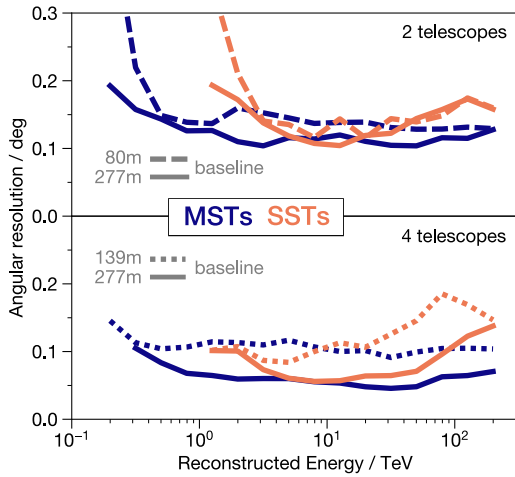 0.3
2 telescopes
0.2
0.1
80m baseline
277m
0.0
MSTs SSTs
4 telescopes
139m baseline
277m
0.2
0.1
0.0
Angular resolution / deg
10⁻¹ 10⁰ 10¹ 10²
Reconstructed Energy / TeV